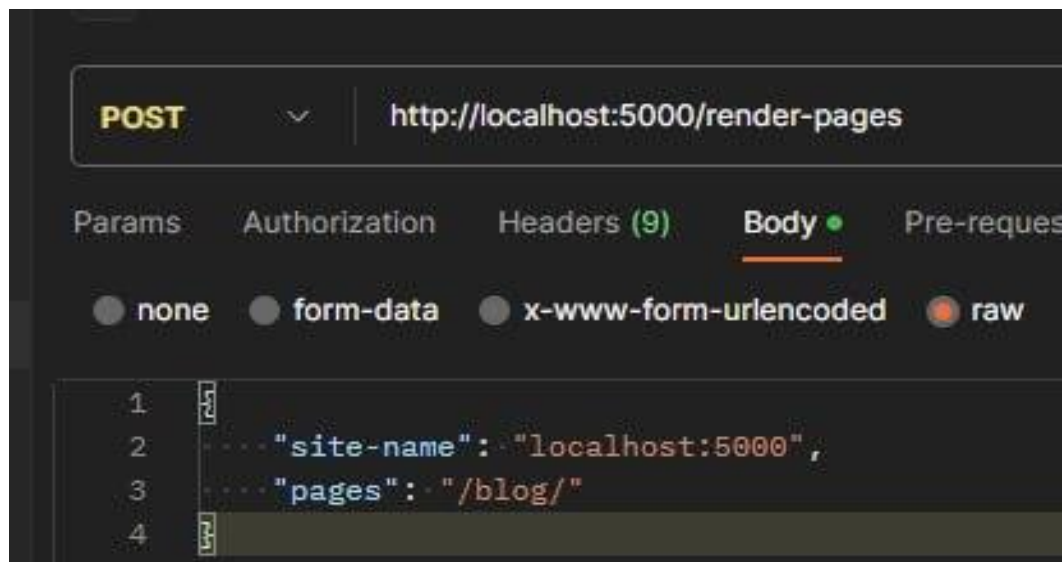 POST http://localhost:5000/render-pages
Params Authorization Headers (9) Body Pre-reques
none form-data x-www-form-urlencoded raw
1 {
2 "site-name": "localhost:5000",
3 "pages": "/blog/"
4 }